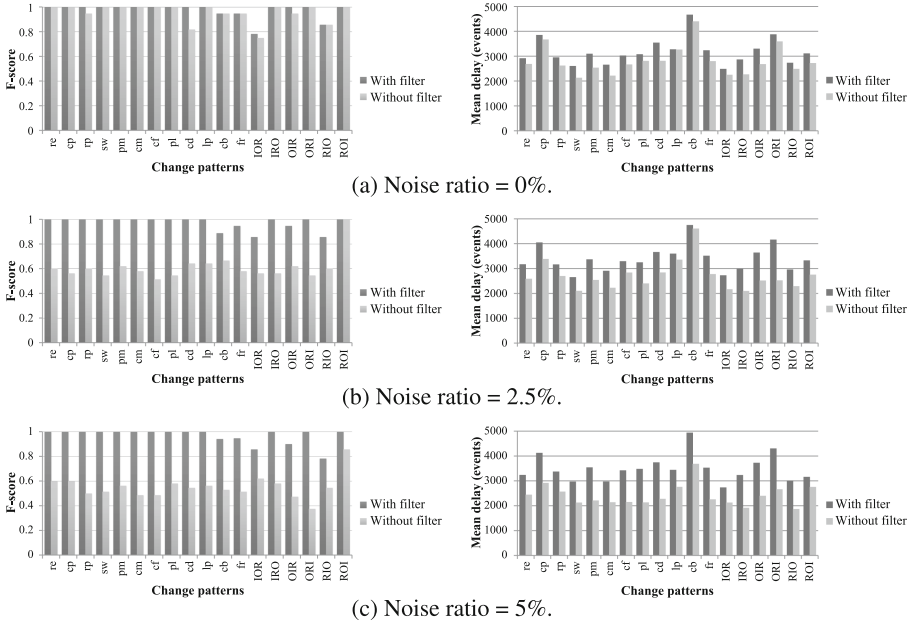 F-score
1
0.8
0.6
0.4
0.2
0
re cp rp sw pm cm cf pl cd lp cb fr IOR IRO OIR ORI RIO ROI
Change patterns
With filter
Without filter
Mean delay (events)
5000
4000
3000
2000
1000
0
re cp rp sw pm cm cf pl cd lp cb fr IOR IRO OIR ORI RIO ROI
Change patterns
With filter
Without filter
(a) Noise ratio = 0%.
F-score
1
0.8
0.6
0.4
0.2
0
re cp rp sw pm cm cf pl cd lp cb fr IOR IRO OIR ORI RIO ROI
Change patterns
With filter
Without filter
Mean delay (events)
5000
4000
3000
2000
1000
0
re cp rp sw pm cm cf pl cd lp cb fr IOR IRO OIR ORI RIO ROI
Change patterns
With filter
Without filter
(b) Noise ratio = 2.5%.
F-score
1
0.8
0.6
0.4
0.2
0
re cp rp sw pm cm cf pl cd lp cb fr IOR IRO OIR ORI RIO ROI
Change patterns
With filter
Without filter
Mean delay (events)
5000
4000
3000
2000
1000
0
re cp rp sw pm cm cf pl cd lp cb fr IOR IRO OIR ORI RIO ROI
Change patterns
With filter
Without filter
(c) Noise ratio = 5%.